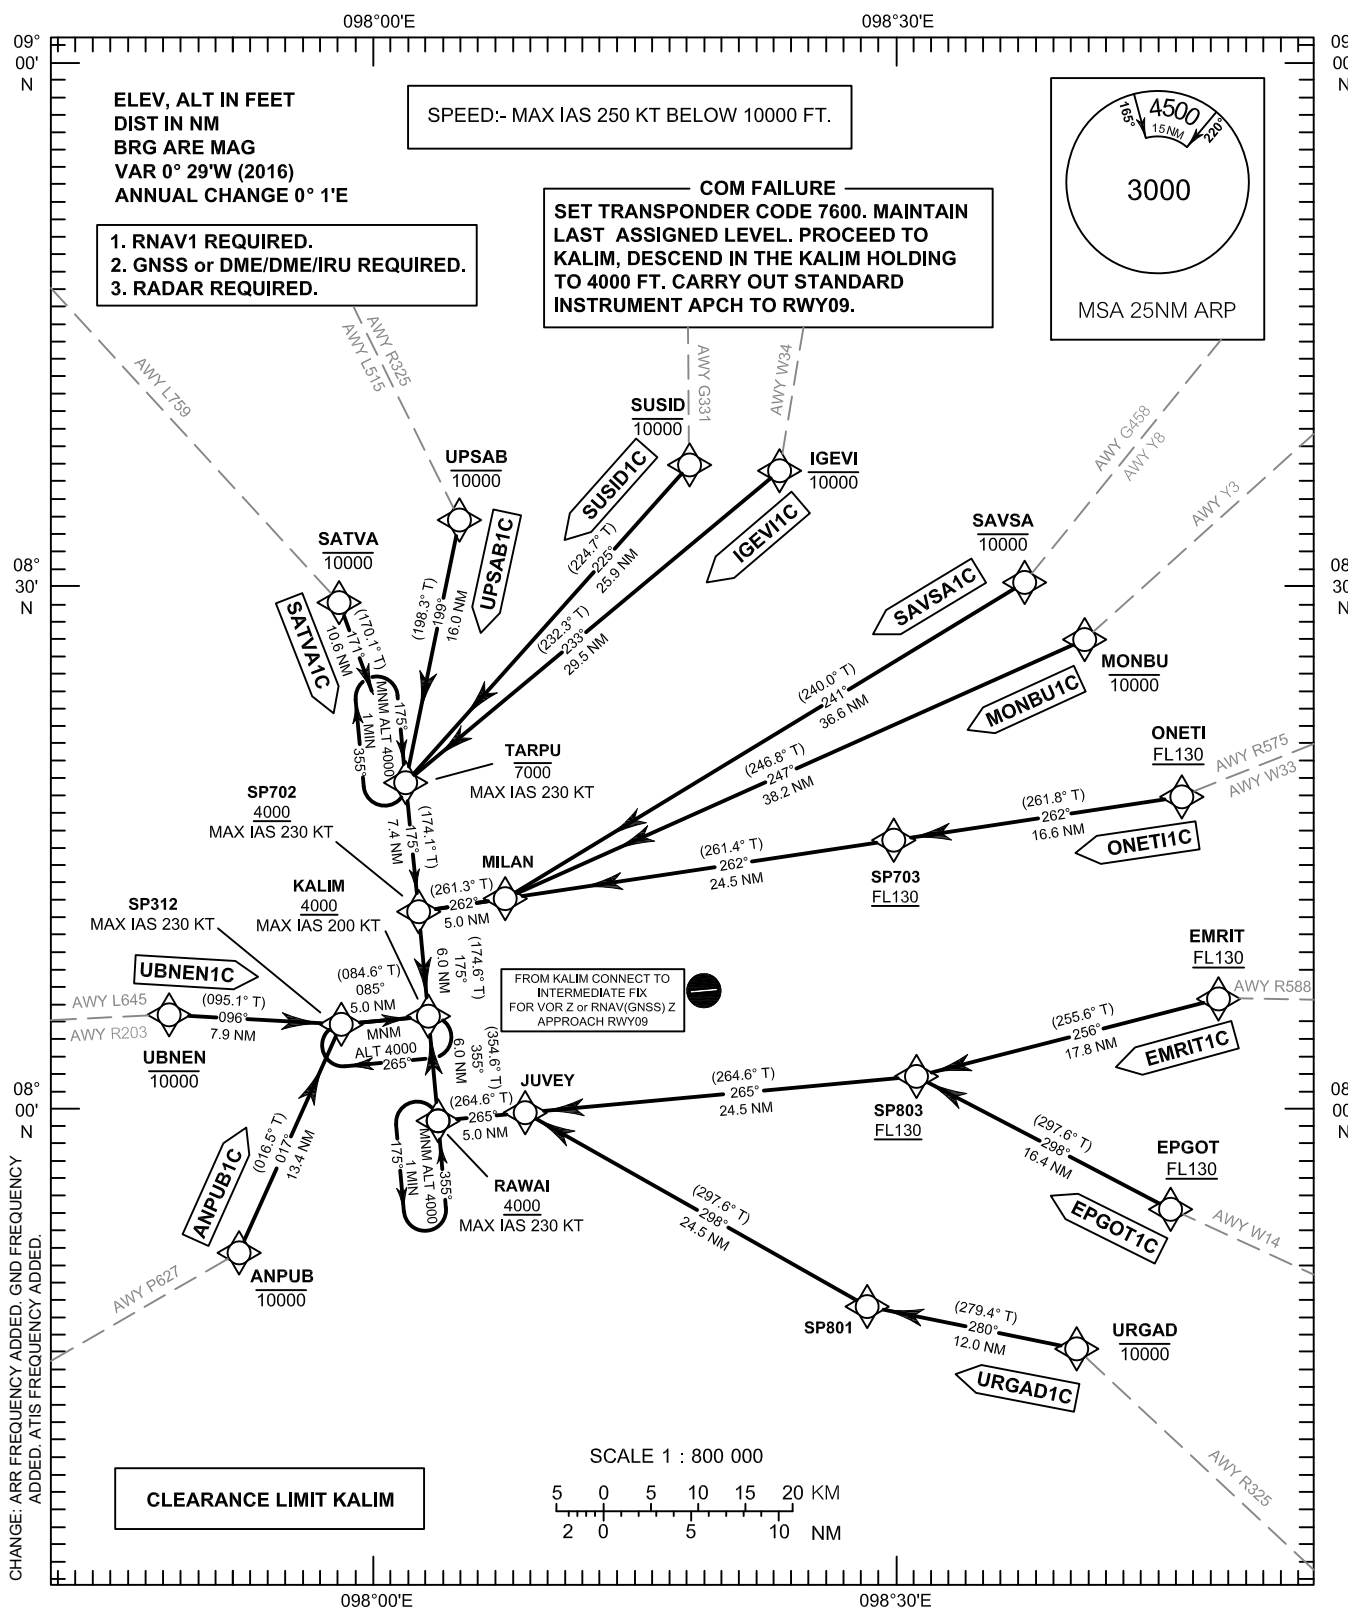 098°00'E
098°30'E
09°
00'
N
09
00
N
ELEV, ALT IN FEET
DIST IN NM
BRG ARE MAG
VAR 0° 29'W (2016)
ANNUAL CHANGE 0° 1'E
SPEED:- MAX IAS 250 KT BELOW 10000 FT.
165°
4500
15NM
220°
3000
MSA 25NM ARP
1. RNAV1 REQUIRED.
2. GNSS or DME/DME/IRU REQUIRED.
3. RADAR REQUIRED.
COM FAILURE
SET TRANSPONDER CODE 7600. MAINTAIN
LAST ASSIGNED LEVEL. PROCEED TO
KALIM, DESCEND IN THE KALIM HOLDING
TO 4000 FT. CARRY OUT STANDARD
INSTRUMENT APCH TO RWY09.
AWY L759
AWY R325
AWY L515
AWY G331
AWY W34
AWY G458
AWY Y8
AWY Y3
SUSID
10000
UPSAB
10000
IGEVI
10000
SATVA
10000
SAVSA
10000
SUSID1C
IGEVI1C
UPSAB1C
SATVA1C
SAVSA1C
08°
30'
N
08
30
N
(224.7° T)
225°
25.9 NM
(232.3° T)
233°
29.5 NM
(198.3° T)
199°
16.0 NM
(170.1° T)
171°
10.6 NM
(240.0° T)
241°
36.6 NM
MONBU
10000
MONBU1C
(246.8° T)
247°
38.2 NM
175°
MNM ALT 4000
1 MIN
355°
TARPU
7000
MAX IAS 230 KT
ONETI
FL130
AWY R575
AWY W33
(261.8° T)
262°
16.6 NM
ONETI1C
SP702
4000
MAX IAS 230 KT
(174.1° T)
175°
7.4 NM
MILAN
(261.4° T)
262°
24.5 NM
SP703
FL130
(261.3° T)
262°
5.0 NM
KALIM
4000
MAX IAS 200 KT
SP312
MAX IAS 230 KT
(174.6° T)
175°
6.0 NM
EMRIT
FL130
AWY R588
UBNEN1C
(084.6° T)
085°
5.0 NM
AWY L645
AWY R203
(095.1° T)
096°
7.9 NM
UBNEN
10000
MNM
ALT 4000
265°
FROM KALIM CONNECT TO
INTERMEDIATE FIX
FOR VOR Z or RNAV(GNSS) Z
APPROACH RWY09
(255.6° T)
256°
17.8 NM
EMRIT1C
(354.6° T)
355°
6.0 NM
JUVEY
(264.6° T)
265°
5.0 NM
(264.6° T)
265°
24.5 NM
SP803
FL130
08°
00'
N
08
00
N
(297.6° T)
298°
16.4 NM
EPGOT
FL130
EPGOT1C
AWY W14
(016.5° T)
017°
13.4 NM
ANPUB1C
175°
1 MIN
MNM ALT 4000
355°
RAWAI
4000
MAX IAS 230 KT
(297.6° T)
298°
24.5 NM
AWY P627
ANPUB
10000
SP801
(279.4° T)
280°
12.0 NM
URGAD
10000
URGAD1C
AWY R325
SCALE 1 : 800 000
5 0 5 10 15 20 KM
2 0 5 10 NM
CLEARANCE LIMIT KALIM
CHANGE: ARR FREQUENCY ADDED. GND FREQUENCY
ADDED. ATIS FREQUENCY ADDED.
098°00'E
098°30'E